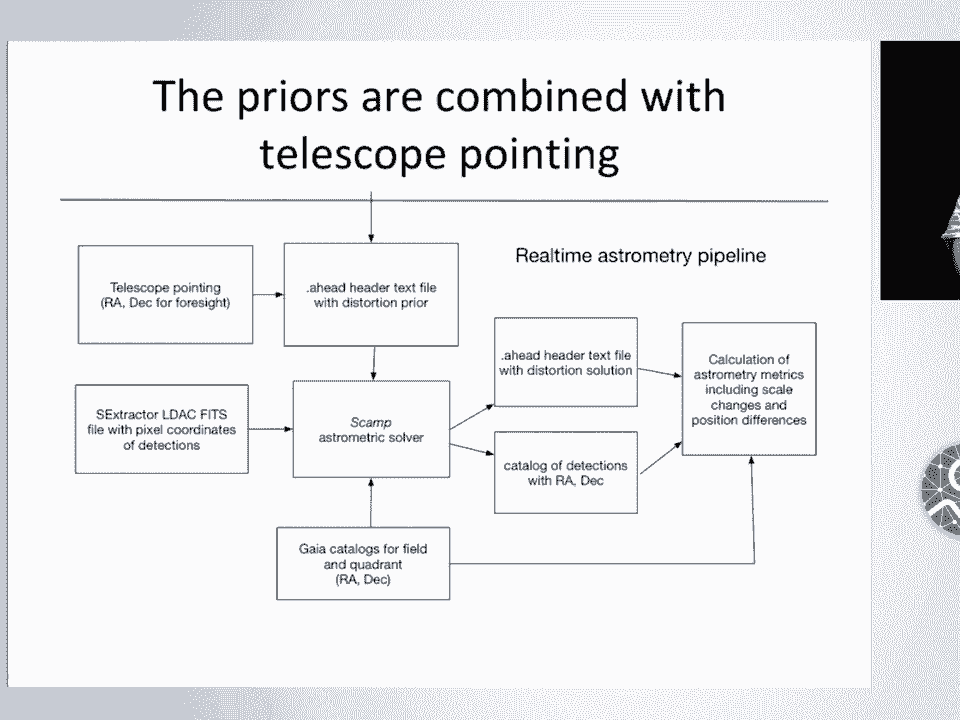 The priors are combined with
telescope pointing
Realtime astrometry pipeline
Telescope pointing
(RA, Dec for foresight)
.ahead header text file
with distortion prior
.ahead header text file
with distortion solution
Calculation of
astrometry metrics
including scale
changes and
position differences
SExtractor LDAC FITS
file with pixel coordinates
of detections
Scamp
astrometric solver
catalog of detections
with RA, Dec
Gaia catalogs for field
and quadrant
(RA, Dec)